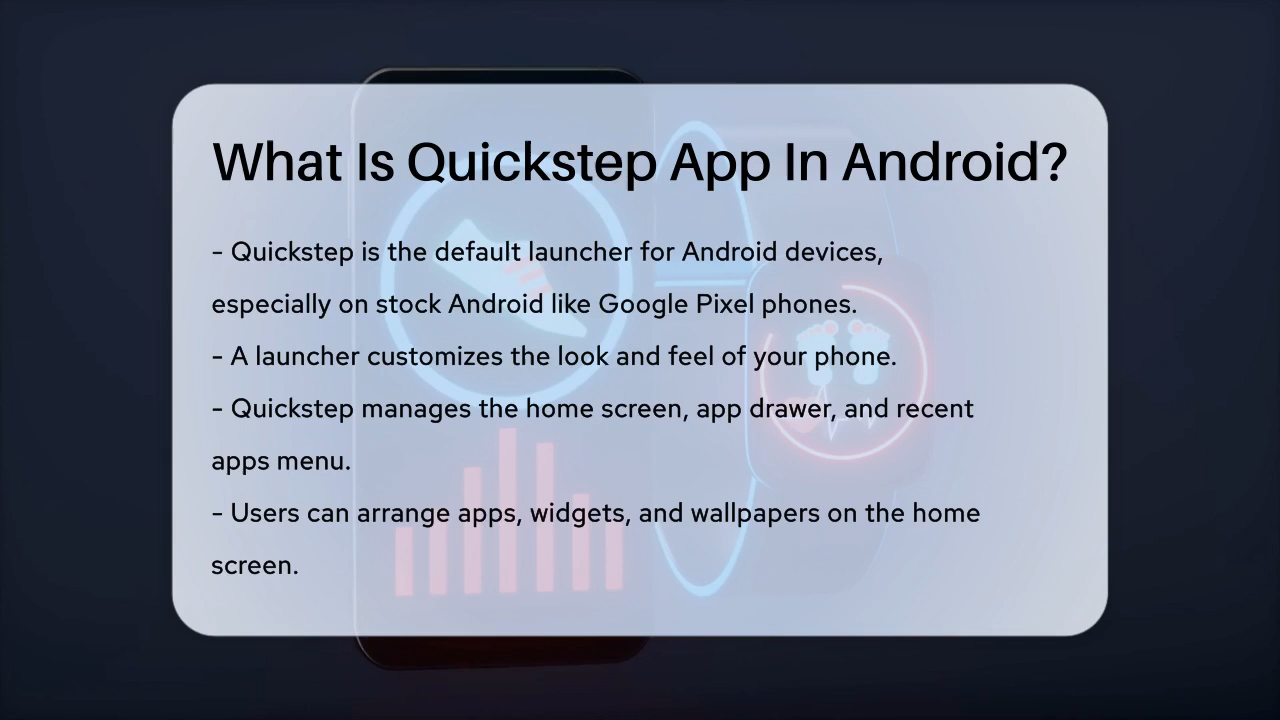 What Is Quickstep App In Android?
- Quickstep is the default launcher for Android devices,
especially on stock Android like Google Pixel phones.
- A launcher customizes the look and feel of your phone.
- Quickstep manages the home screen, app drawer, and recent
apps menu.
- Users can arrange apps, widgets, and wallpapers on the home
screen.